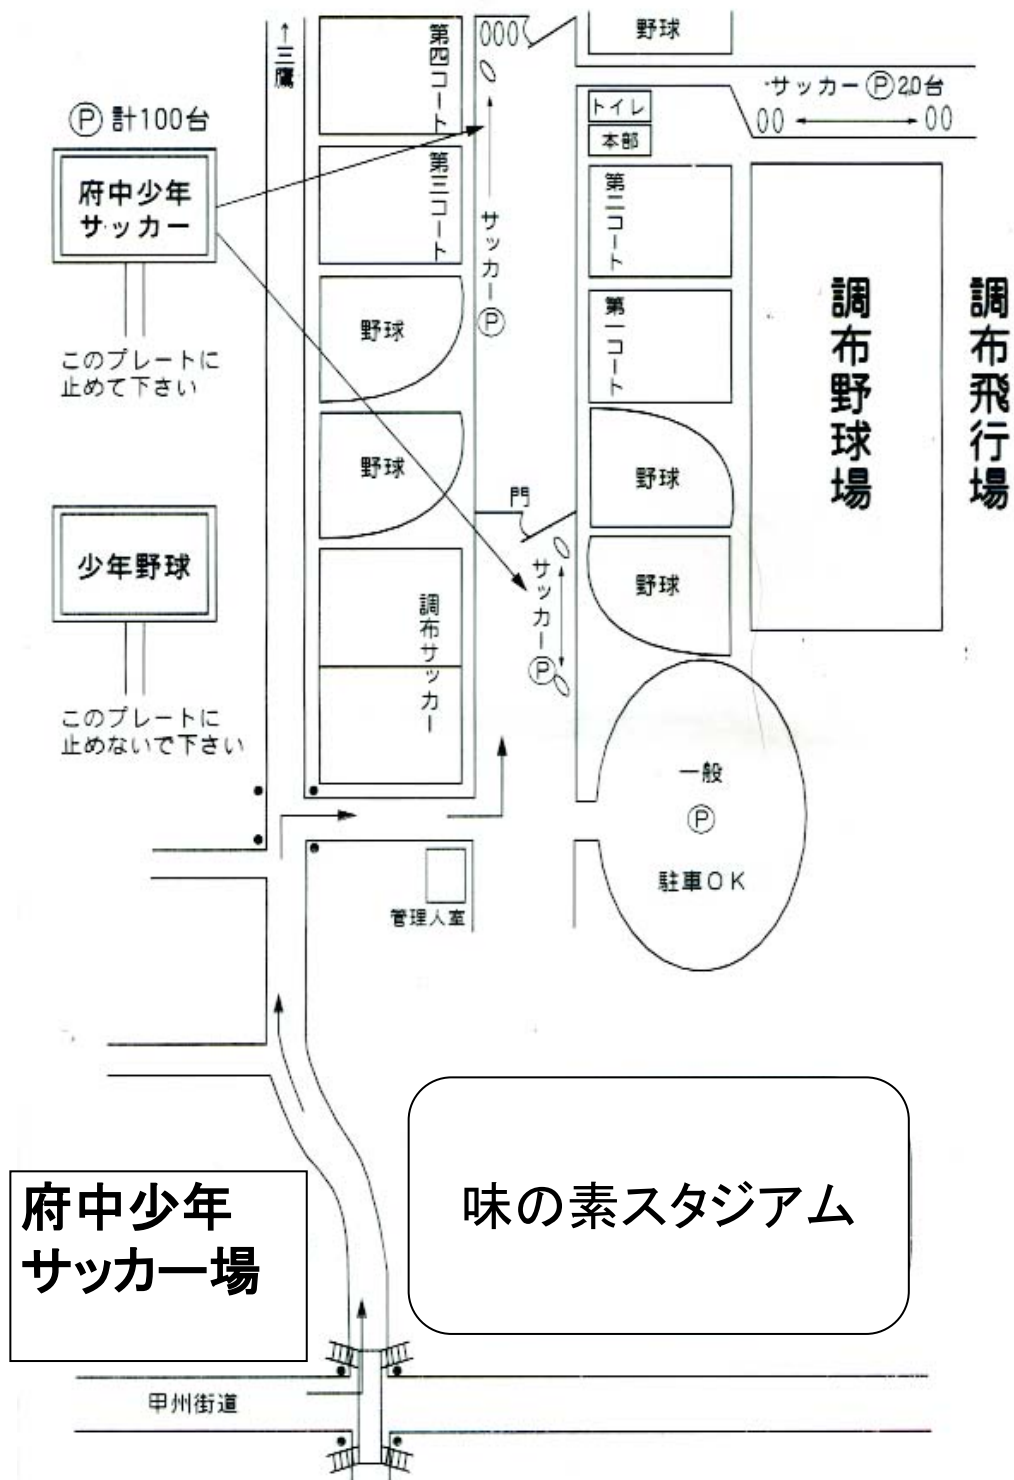 ↑三鷹
第四コート
野球
サッカーⓅ20台
Ⓟ計100台
トイレ
本部
府中少年
サッカー
第三コート
サッカーⓅ
第二コート
このプレートに
止めて下さい
野球
第一コート
調布野球場
調布飛行場
野球
野球
門
少年野球
サッカーⓅ
野球
調布サッカー
このプレートに
止めないで下さい
一般
Ⓟ
駐車OK
管理人室
府中少年
サッカー場
味の素スタジアム
甲州街道